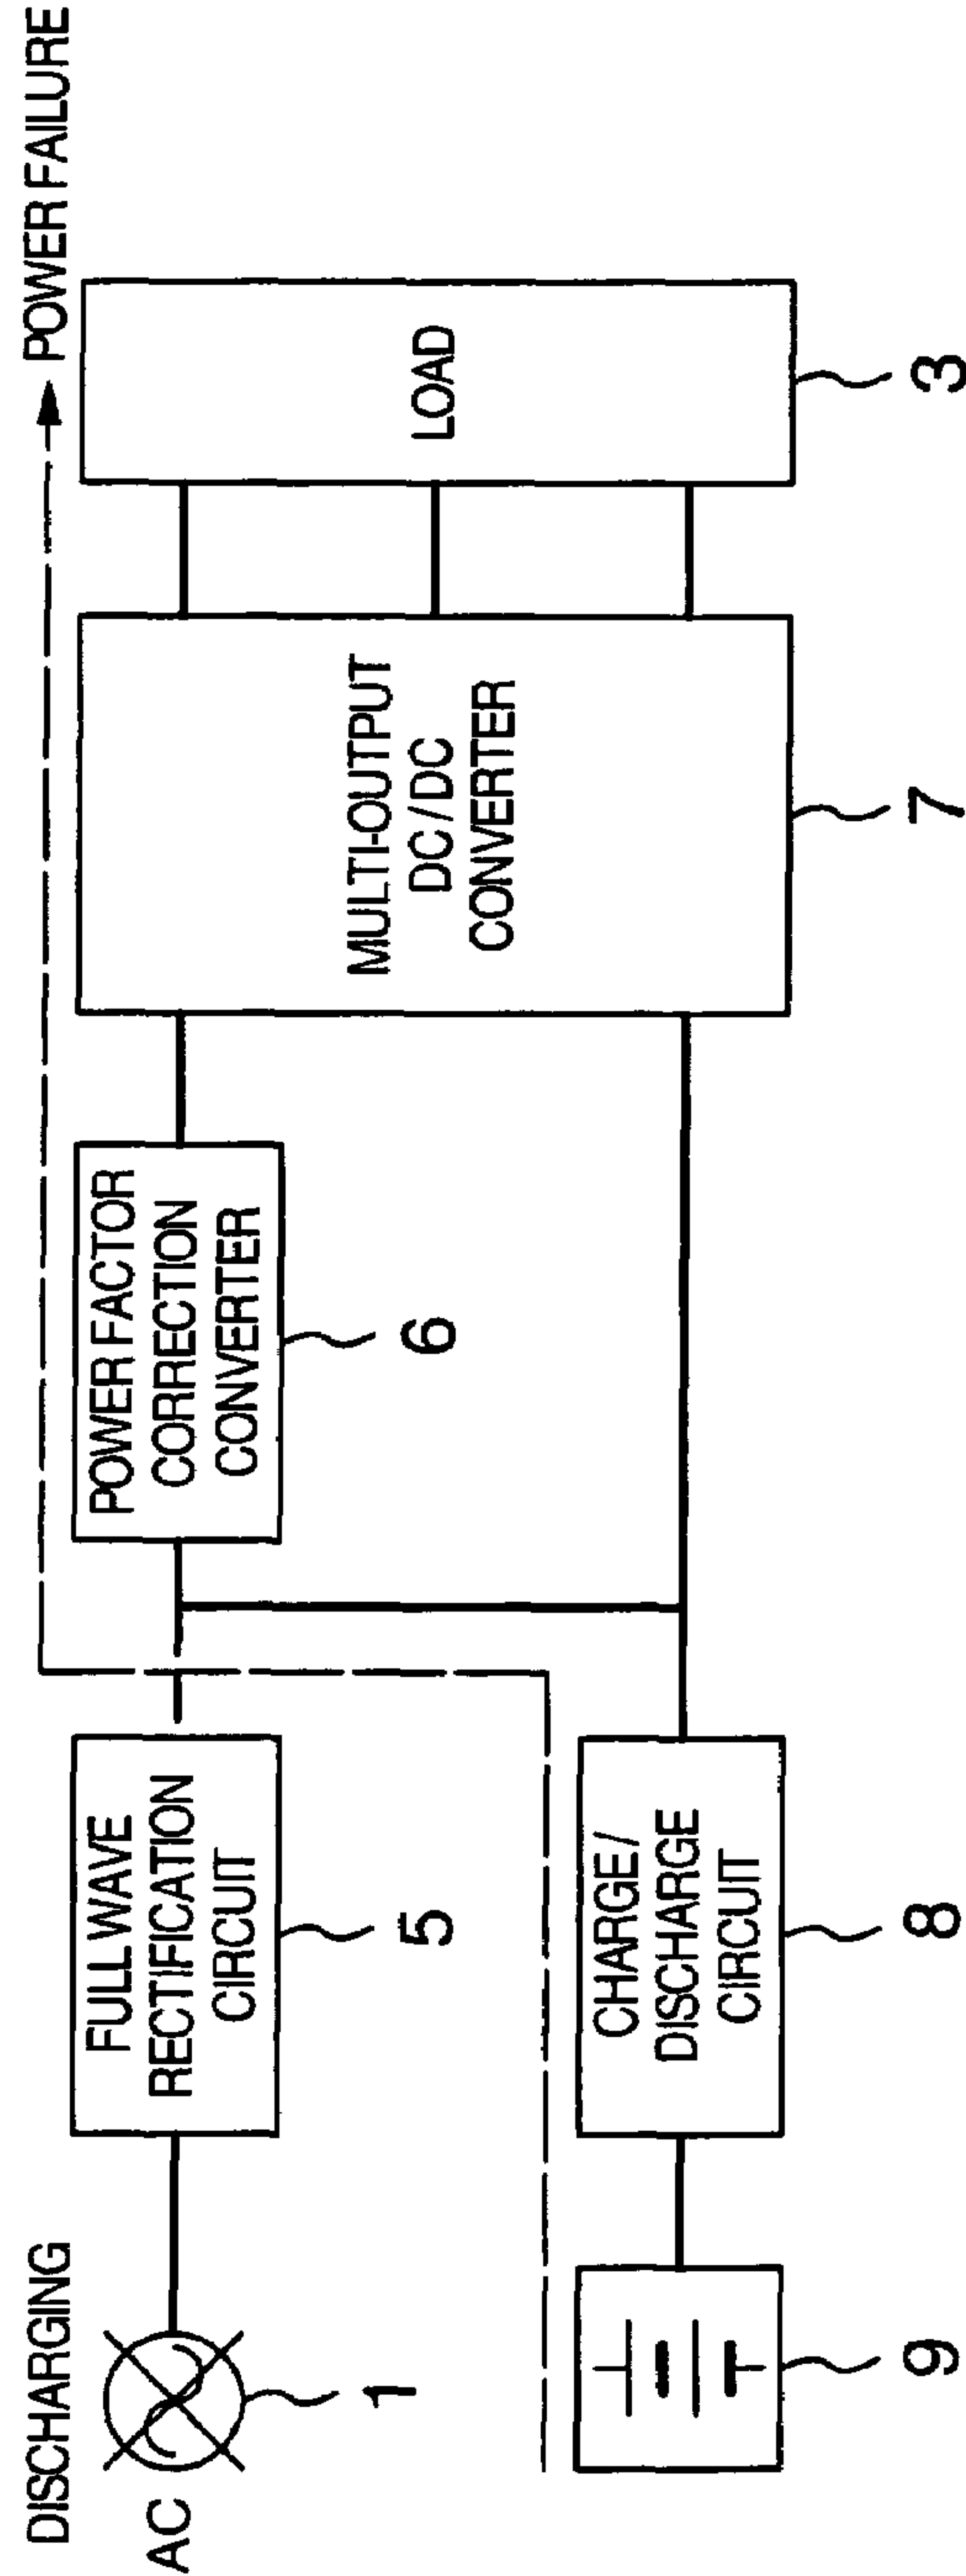 DISCHARGING
POWER FAILURE
AC
1
FULL WAVE
RECTIFICATION
CIRCUIT
5
POWER FACTOR
CORRECTION
CONVERTER
6
MULTI-OUTPUT
DC/DC
CONVERTER
7
LOAD
3
9
CHARGE/
DISCHARGE
CIRCUIT
8